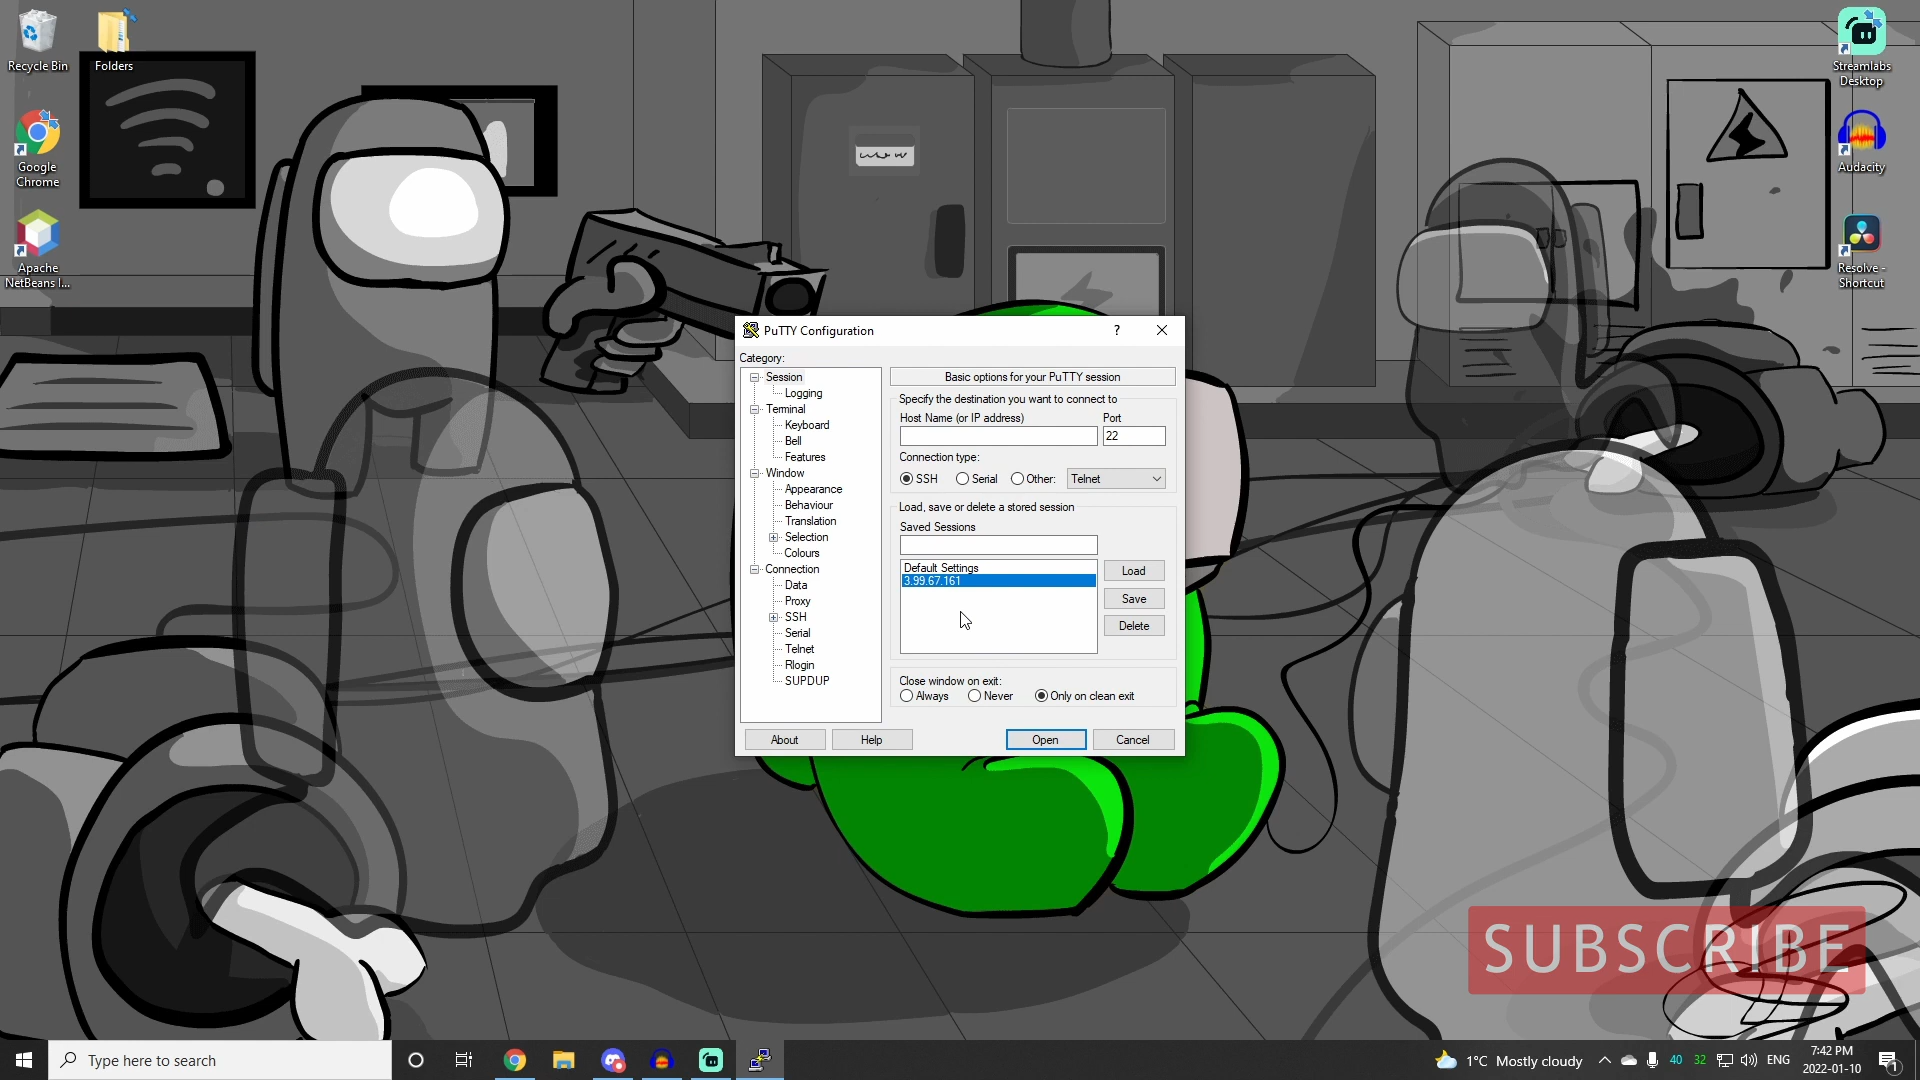 Recycle Bin
Folders
Google
Chrome
Apache
NetBeans I...
Streamlabs
Desktop
Audacity
Resolve -
Shortcut
PuTTY Configuration
?
Category:
Session
Logging
Terminal
Keyboard
Bell
Features
Window
Appearance
Behaviour
Translation
Selection
Colours
Connection
Data
Proxy
SSH
Serial
Telnet
Rlogin
SUPDUP
Basic options for your PuTTY session
Specify the destination you want to connect to
Host Name (or IP address) Port
22
Connection type:
SSH Serial Other: Telnet
Load, save or delete a stored session
Saved Sessions
Default Settings
3.99.67.161
Load
Save
Delete
Close window on exit:
Always Never Only on clean exit
About Help Open Cancel
SUBSCRIBE
Type here to search
1°C Mostly cloudy
40 32
ENG
7:42 PM
2022-01-10
1